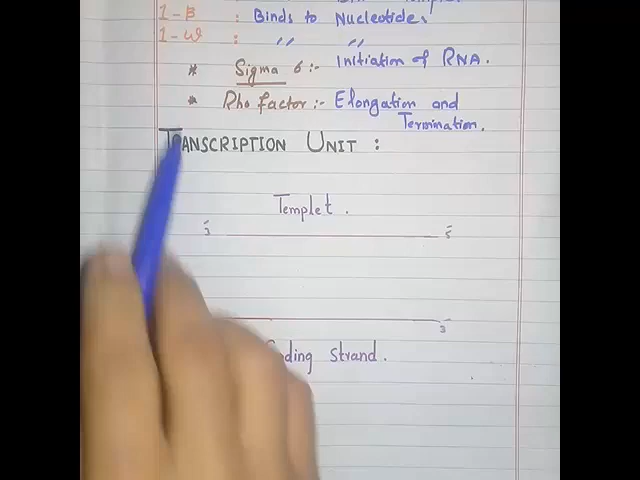 1-B : Binds to Nucleotides
1-W : " "
* Sigma 6 :- Initiation of RNA.
* Rho factor :- Elongation and
Termination.
TRANSCRIPTION UNIT :
Templet .
3 5
3
Coding strand .